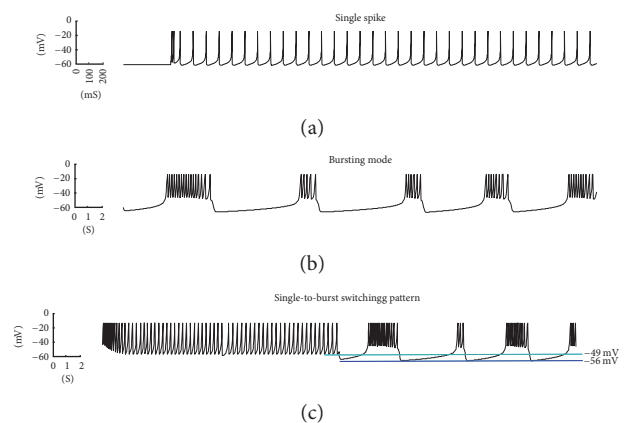 Single spike
0
−20
−40
−60
(mV)
0
100
200
(mS)
(a)
Bursting mode
0
−20
−40
−60
(mV)
0 1 2
(S)
(b)
Single-to-burst switchingg pattern
0
−20
−40
−60
(mV)
0 1 2
(S)
−49 mV
−56 mV
(c)